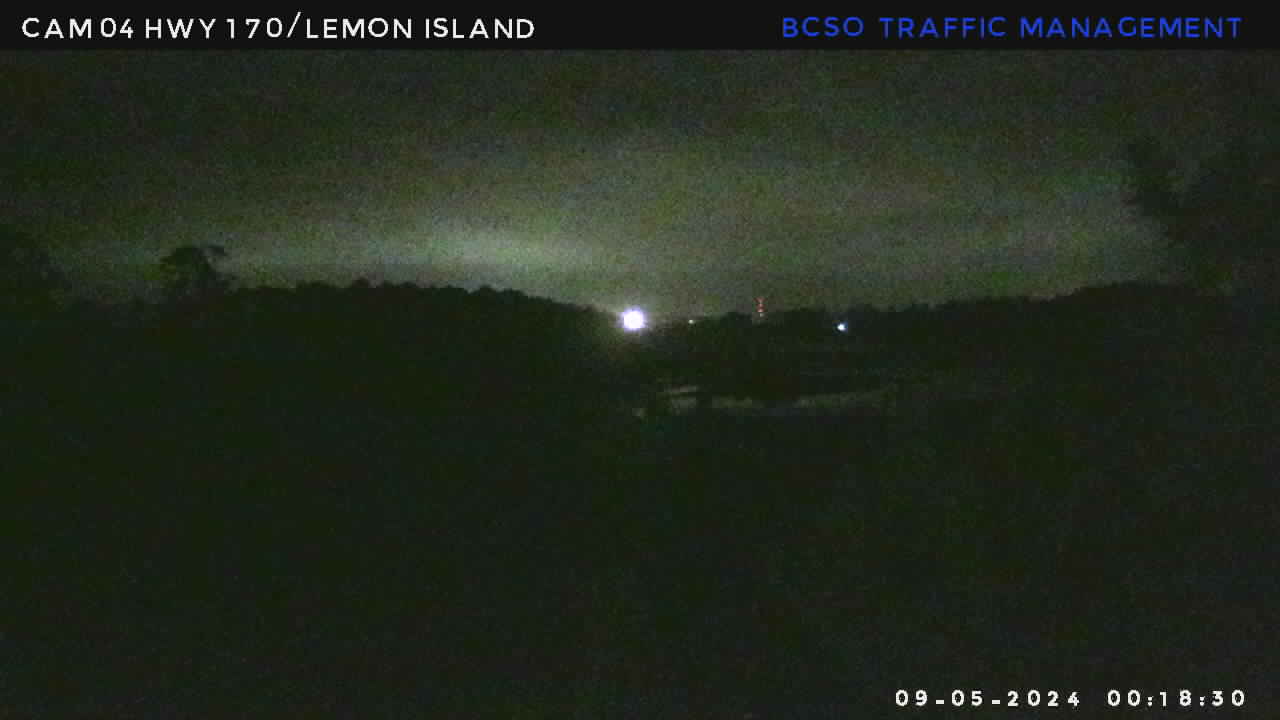 CAM04 HWY 170/LEMON ISLAND
BCSO TRAFFIC MANAGEMENT
09-05-2024 00:18:30